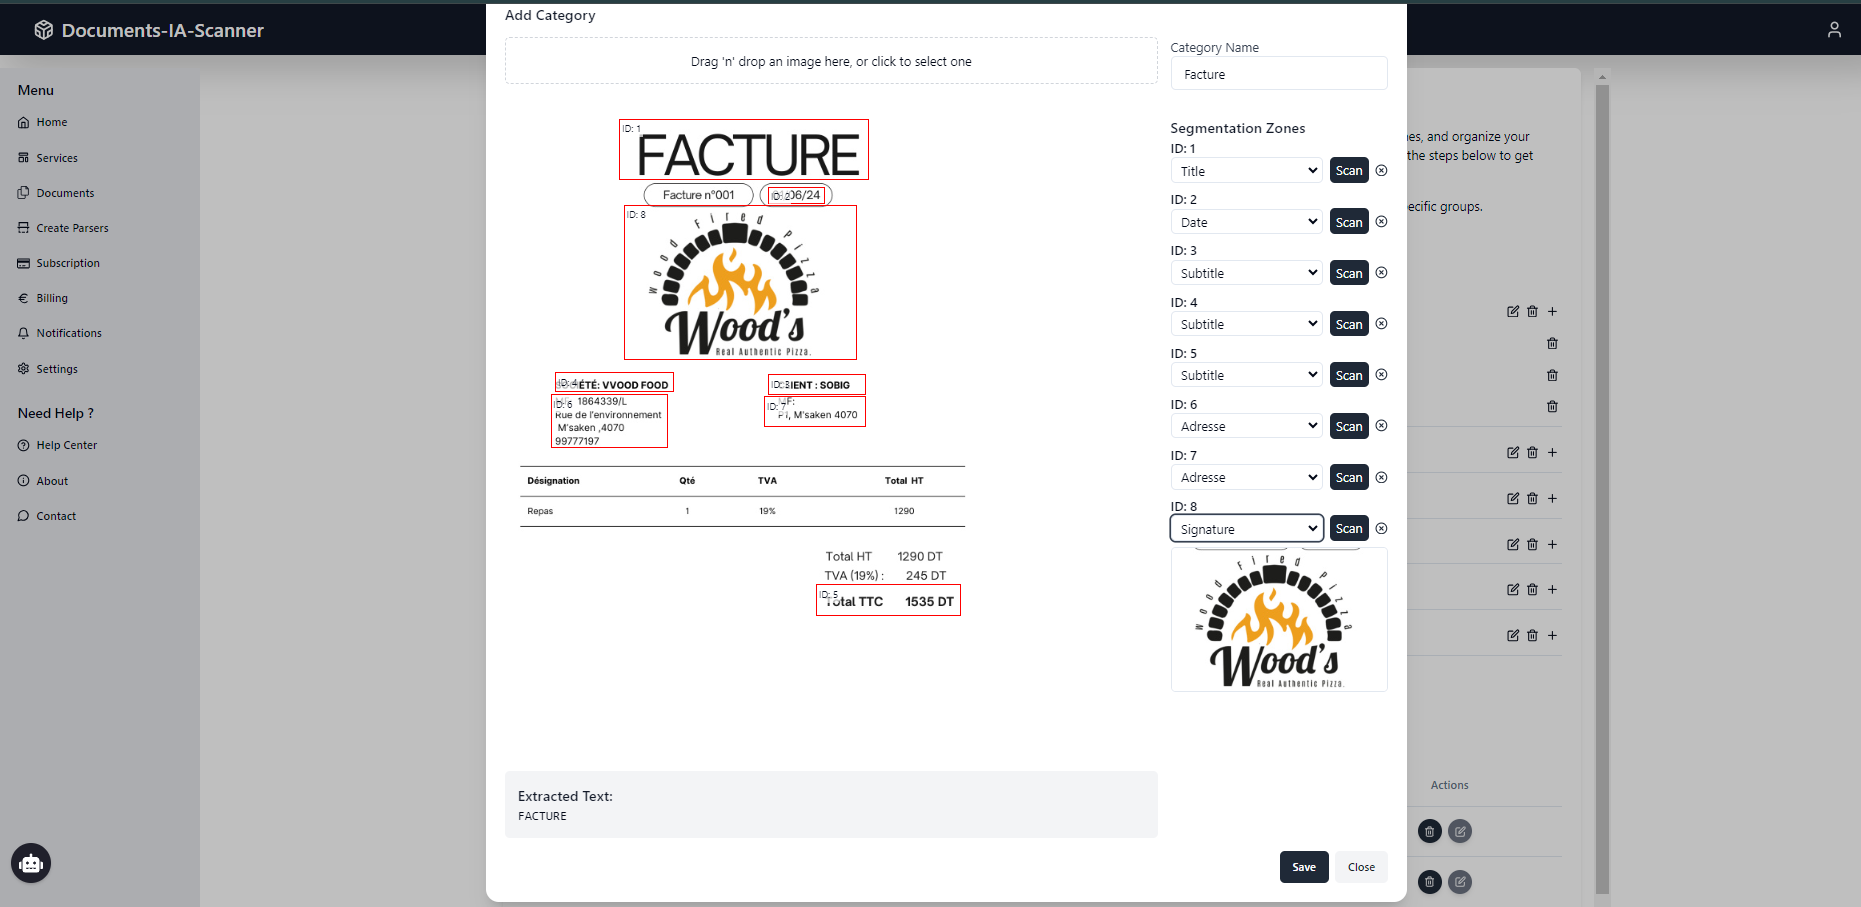 Add Category
Documents-IA-Scanner
Drag 'n' drop an image here, or click to select one
Category Name
Facture
Menu
Home
Services
Documents
Create Parsers
Subscription
Billing
Notifications
Settings
Need Help ?
Help Center
About
Contact
ID: 1
FACTURE
Facture n°001
06/24
ID: 8
Wood Fired Pizza
Wood's
Real Authentic Pizza.
ID: 4
ÉTÉ: VVOOD FOOD
ID: 6
1864339/L
Rue de l'environnement
M'saken ,4070
99777197
IENT : SOBIG
ID: 7
MF:
M'saken 4070
Désignation Qté TVA Total HT
Repas 1 19% 1290
Total HT 1290 DT
TVA (19%) : 245 DT
ID: 5
Total TTC 1535 DT
Extracted Text:
FACTURE
Segmentation Zones
ID: 1
Title Scan
ID: 2
Date Scan
ID: 3
Subtitle Scan
ID: 4
Subtitle Scan
ID: 5
Subtitle Scan
ID: 6
Adresse Scan
ID: 7
Adresse Scan
ID: 8
Signature Scan
Wood Fired Pizza
Wood's
Real Authentic Pizza.
Save Close
es, and organize your
the steps below to get
ecific groups.
Actions